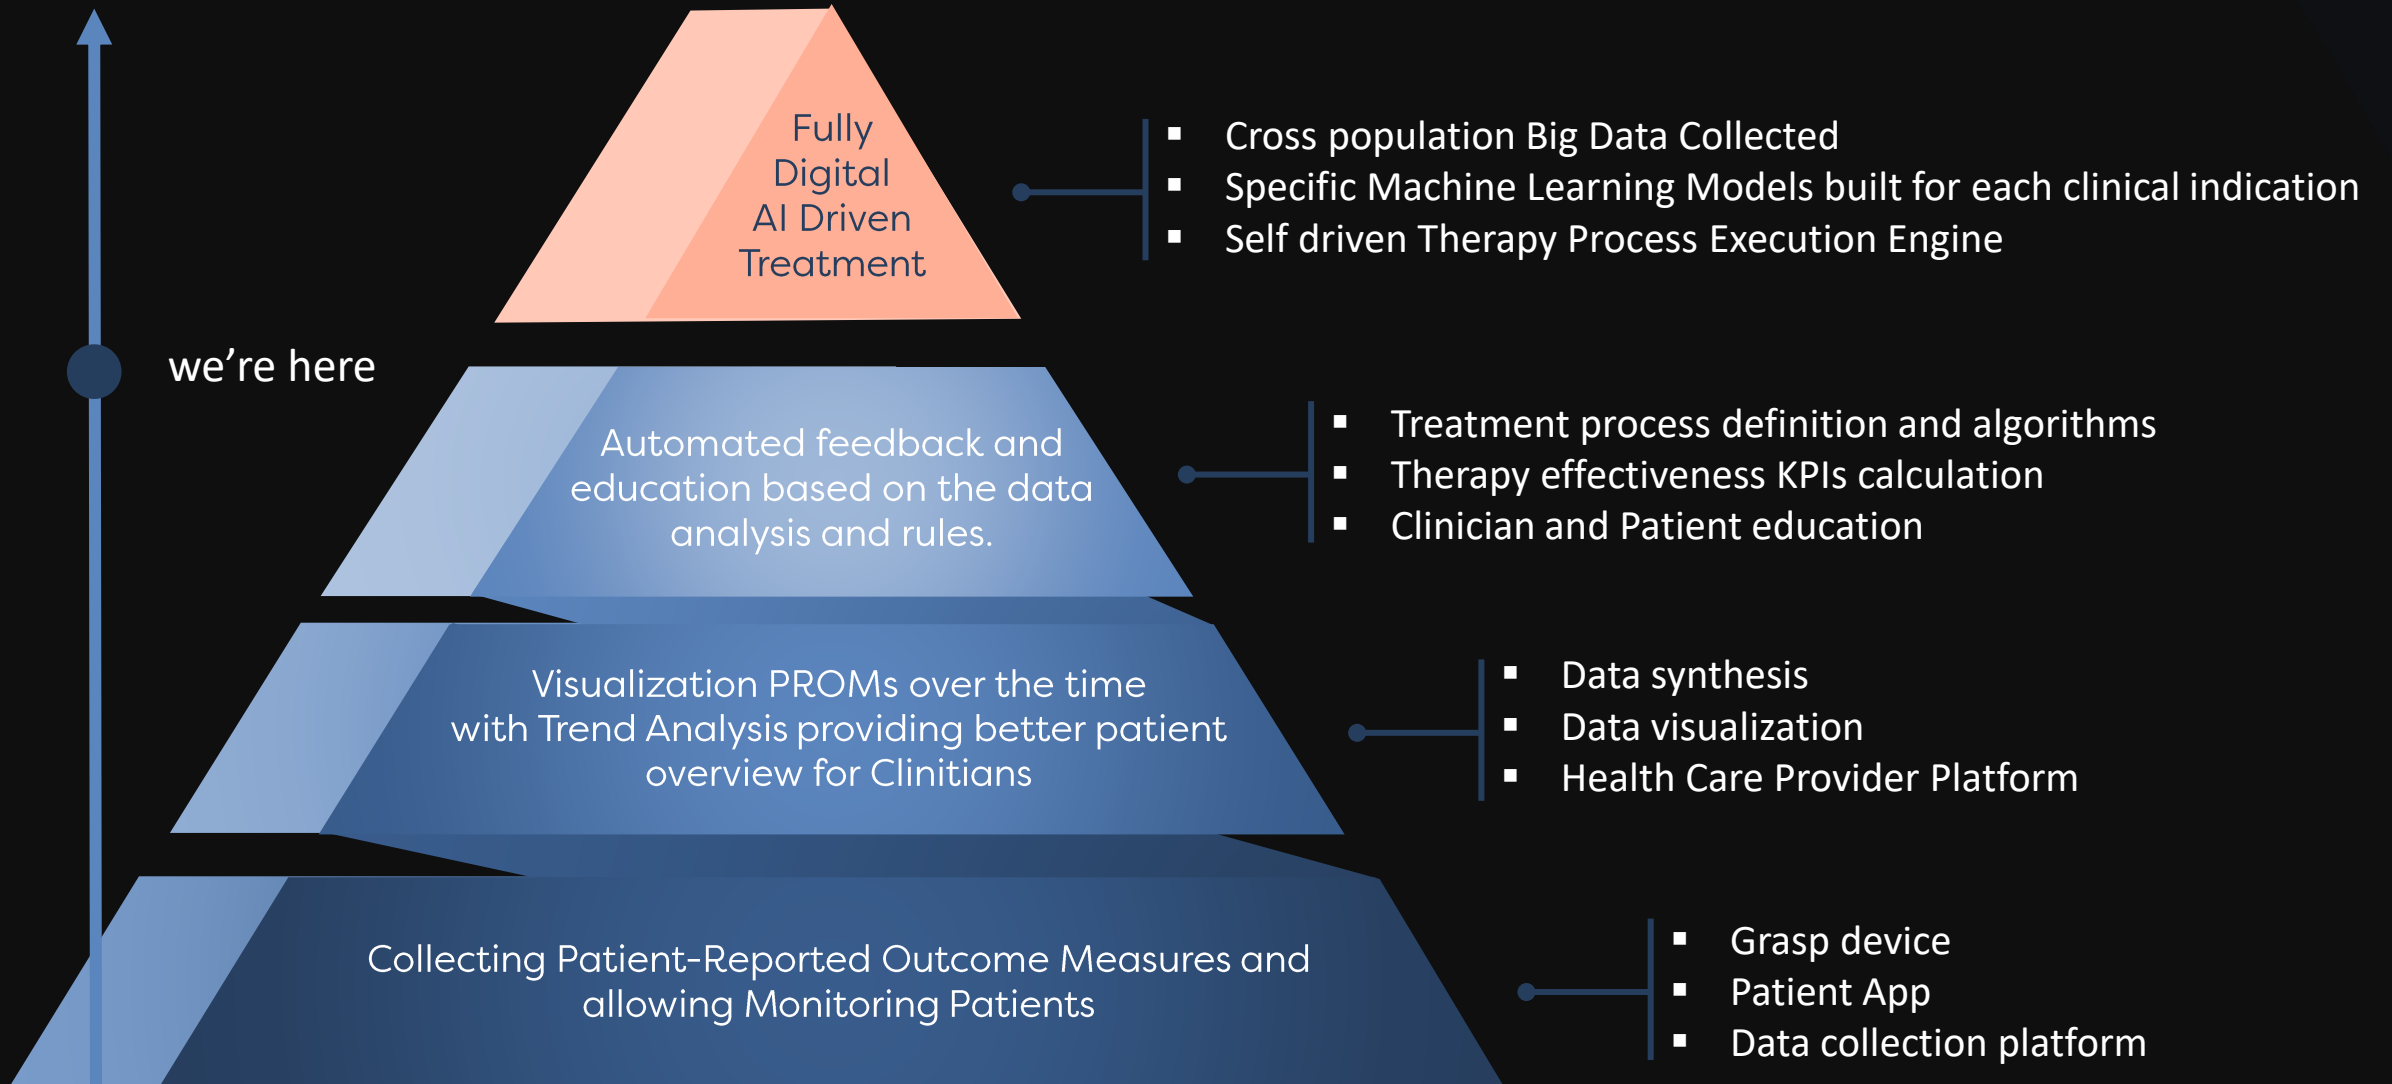 Fully
Digital
AI Driven
Treatment
▪ Cross population Big Data Collected
▪ Specific Machine Learning Models built for each clinical indication
▪ Self driven Therapy Process Execution Engine
we’re here
Automated feedback and
education based on the data
analysis and rules.
▪ Treatment process definition and algorithms
▪ Therapy effectiveness KPIs calculation
▪ Clinician and Patient education
Visualization PROMs over the time
with Trend Analysis providing better patient
overview for Clinitians
▪ Data synthesis
▪ Data visualization
▪ Health Care Provider Platform
Collecting Patient-Reported Outcome Measures and
allowing Monitoring Patients
▪ Grasp device
▪ Patient App
▪ Data collection platform